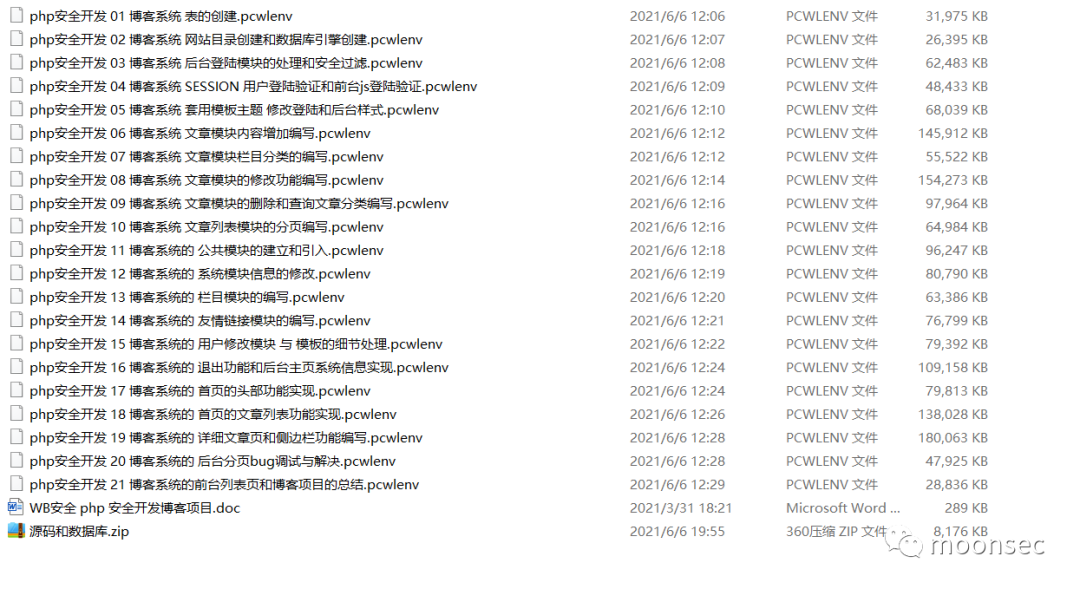 php安全开发 01 博客系统 表的创建.pcwlenv 2021/6/6 12:06 PCWLENV 文件 31,975 KB
php安全开发 02 博客系统 网站目录创建和数据库引擎创建.pcwlenv 2021/6/6 12:07 PCWLENV 文件 26,395 KB
php安全开发 03 博客系统 后台登陆模块的处理和安全过滤.pcwlenv 2021/6/6 12:08 PCWLENV 文件 62,483 KB
php安全开发 04 博客系统 SESSION 用户登陆验证和前台js登陆验证.pcwlenv 2021/6/6 12:09 PCWLENV 文件 48,433 KB
php安全开发 05 博客系统 套用模板主题 修改登陆和后台样式.pcwlenv 2021/6/6 12:10 PCWLENV 文件 68,039 KB
php安全开发 06 博客系统 文章模块内容增加编写.pcwlenv 2021/6/6 12:12 PCWLENV 文件 145,912 KB
php安全开发 07 博客系统 文章模块栏目分类的编写.pcwlenv 2021/6/6 12:12 PCWLENV 文件 55,522 KB
php安全开发 08 博客系统 文章模块的修改功能编写.pcwlenv 2021/6/6 12:14 PCWLENV 文件 154,273 KB
php安全开发 09 博客系统 文章模块的删除和查询文章分类编写.pcwlenv 2021/6/6 12:16 PCWLENV 文件 97,964 KB
php安全开发 10 博客系统 文章列表模块的分页编写.pcwlenv 2021/6/6 12:16 PCWLENV 文件 64,984 KB
php安全开发 11 博客系统的 公共模块的建立和引入.pcwlenv 2021/6/6 12:18 PCWLENV 文件 96,247 KB
php安全开发 12 博客系统的 系统模块信息的修改.pcwlenv 2021/6/6 12:19 PCWLENV 文件 80,790 KB
php安全开发 13 博客系统的 栏目模块的编写.pcwlenv 2021/6/6 12:20 PCWLENV 文件 63,386 KB
php安全开发 14 博客系统的 友情链接模块的编写.pcwlenv 2021/6/6 12:21 PCWLENV 文件 76,799 KB
php安全开发 15 博客系统的 用户修改模块 与 模板的细节处理.pcwlenv 2021/6/6 12:22 PCWLENV 文件 79,392 KB
php安全开发 16 博客系统的 退出功能和后台主页系统信息实现.pcwlenv 2021/6/6 12:24 PCWLENV 文件 109,158 KB
php安全开发 17 博客系统的 首页的头部功能实现.pcwlenv 2021/6/6 12:24 PCWLENV 文件 79,813 KB
php安全开发 18 博客系统的 首页的文章列表功能实现.pcwlenv 2021/6/6 12:26 PCWLENV 文件 138,028 KB
php安全开发 19 博客系统的 详细文章页和侧边栏功能编写.pcwlenv 2021/6/6 12:28 PCWLENV 文件 180,063 KB
php安全开发 20 博客系统的 后台分页bug调试与解决.pcwlenv 2021/6/6 12:28 PCWLENV 文件 47,925 KB
php安全开发 21 博客系统的前台列表页和博客项目的总结.pcwlenv 2021/6/6 12:29 PCWLENV 文件 28,836 KB
WB安全 php 安全开发博客项目.doc 2021/3/31 18:21 Microsoft Word ... 289 KB
源码和数据库.zip 2021/6/6 19:55 360压缩 ZIP 文件 8,176 KB
moonsec